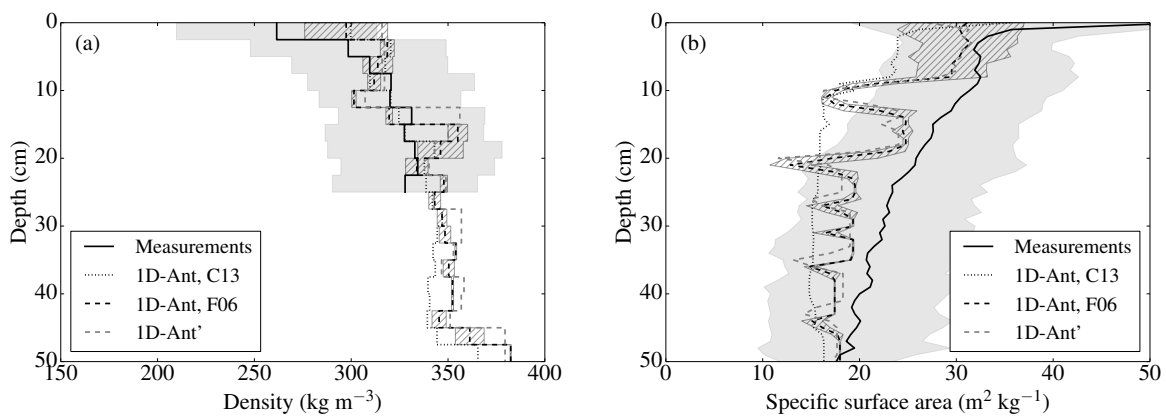 (a)
0
10
20
30
40
50
Depth (cm)
Measurements
1D-Ant, C13
1D-Ant, F06
1D-Ant’
150 200 250 300 350 400
Density (kg m−3)
(b)
0
10
20
30
40
50
Depth (cm)
Measurements
1D-Ant, C13
1D-Ant, F06
1D-Ant’
0 10 20 30 40 50
Specific surface area (m2 kg−1)